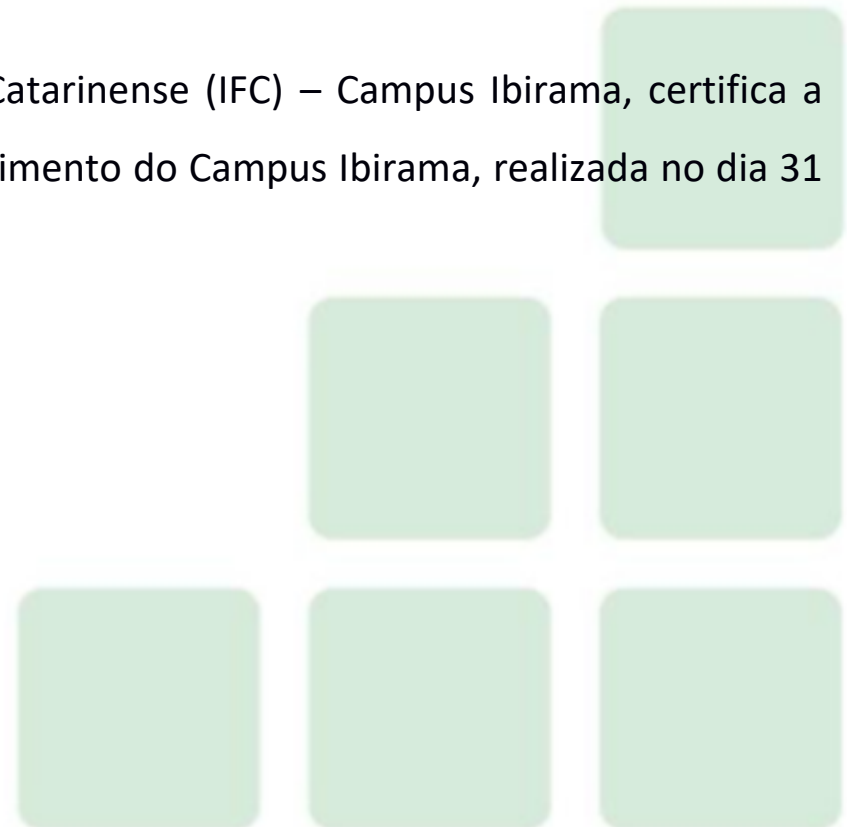 Catarinense (IFC) – Campus Ibirama, certifica a
imento do Campus Ibirama, realizada no dia 31